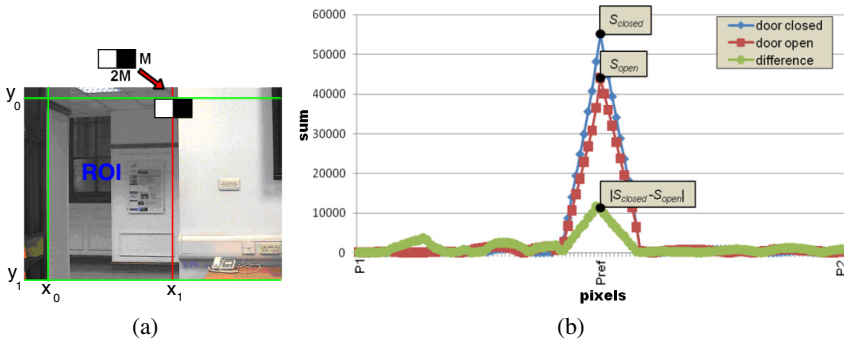 M
2M
y0
ROI
y1
x0
x1
(a)
60000
50000
40000
30000
20000
10000
0
sum
Sclosed
Sopen
|Sclosed-Sopen|
door closed
door open
difference
P1
Pref
P2
pixels
(b)